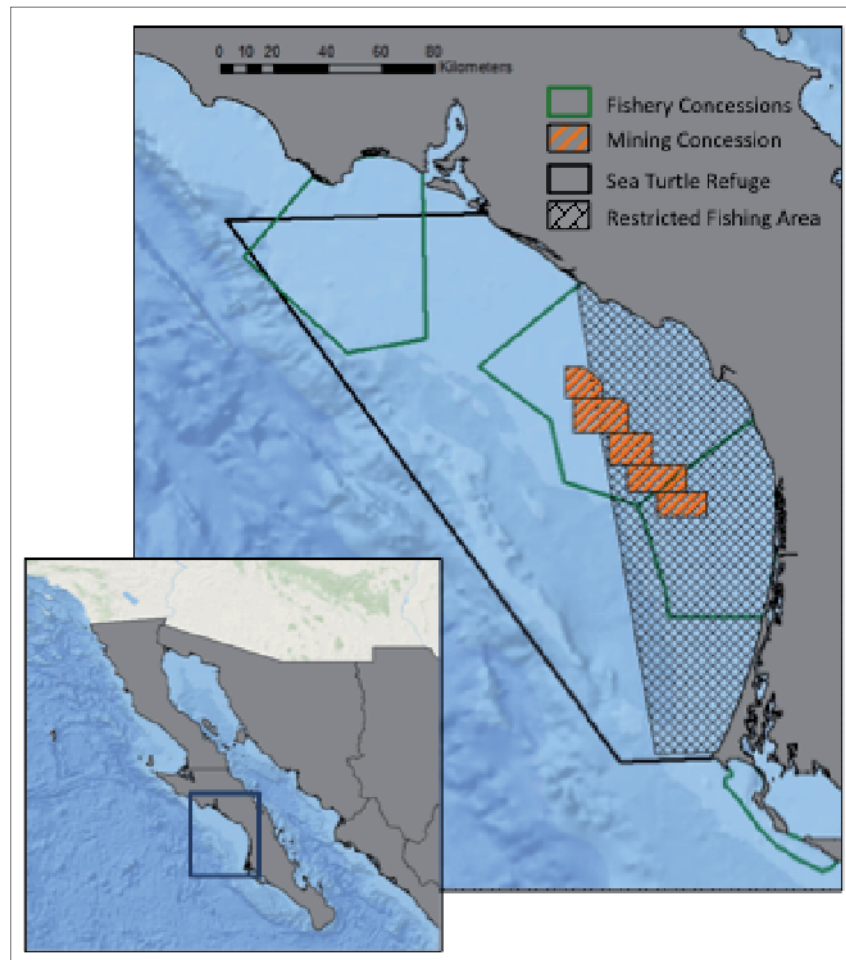 0 10 20 40 60 80
Kilometers
Fishery Concessions
Mining Concession
Sea Turtle Refuge
Restricted Fishing Area